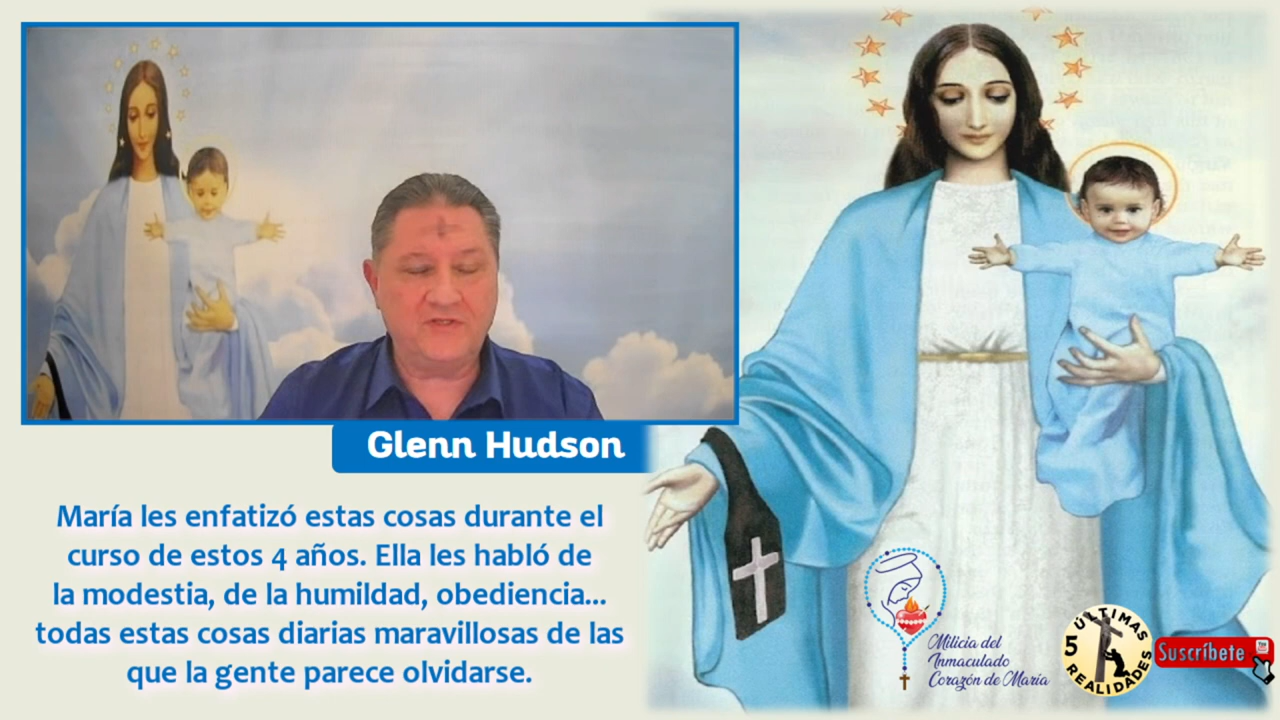 Glenn Hudson
María les enfatizó estas cosas durante el
curso de estos 4 años. Ella les habló de
la modestia, de la humildad, obediencia...
todas estas cosas diarias maravillosas de las
que la gente parece olvidarse.
Milicia del
Inmaculado
Corazón de María
5 ÚLTIMAS
REALIDADES
Suscríbete